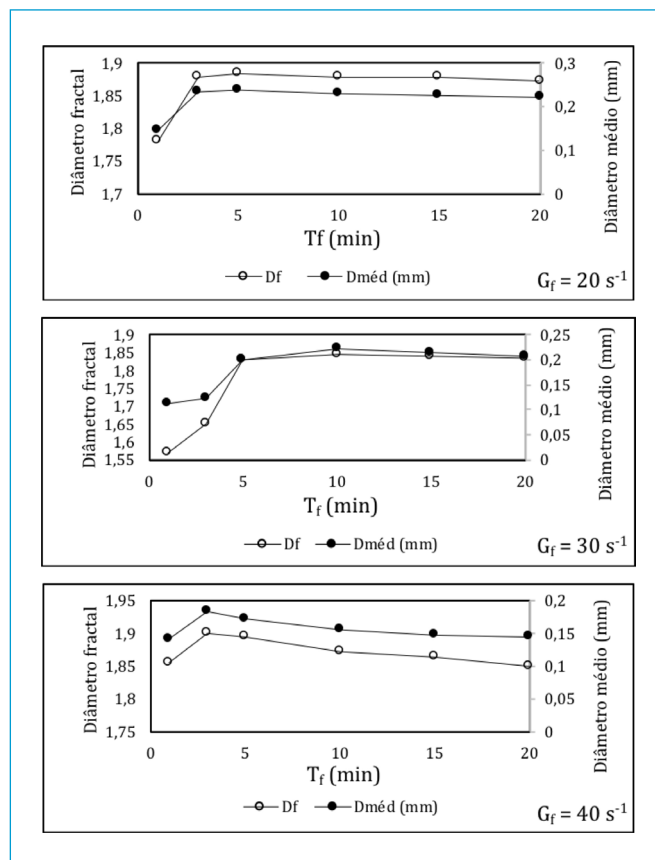 Diâmetro fractal
1,9
1,85
1,8
1,75
1,7
0,3
0,2
0,1
0
Diâmetro médio (mm)
0 5 10 15 20
Tf (min)
Df Dméd (mm)
G_f = 20 s⁻¹
Diâmetro fractal
1,9
1,85
1,8
1,75
1,7
1,65
1,6
1,55
0,25
0,2
0,15
0,1
0,05
0
Diâmetro médio (mm)
0 5 10 15 20
T_f (min)
Df Dméd (mm)
G_f = 30 s⁻¹
Diâmetro fractal
1,95
1,9
1,85
1,8
1,75
0,2
0,15
0,1
0,05
0
Diâmetro médio (mm)
0 5 10 15 20
T_f (min)
Df Dméd (mm)
G_f = 40 s⁻¹